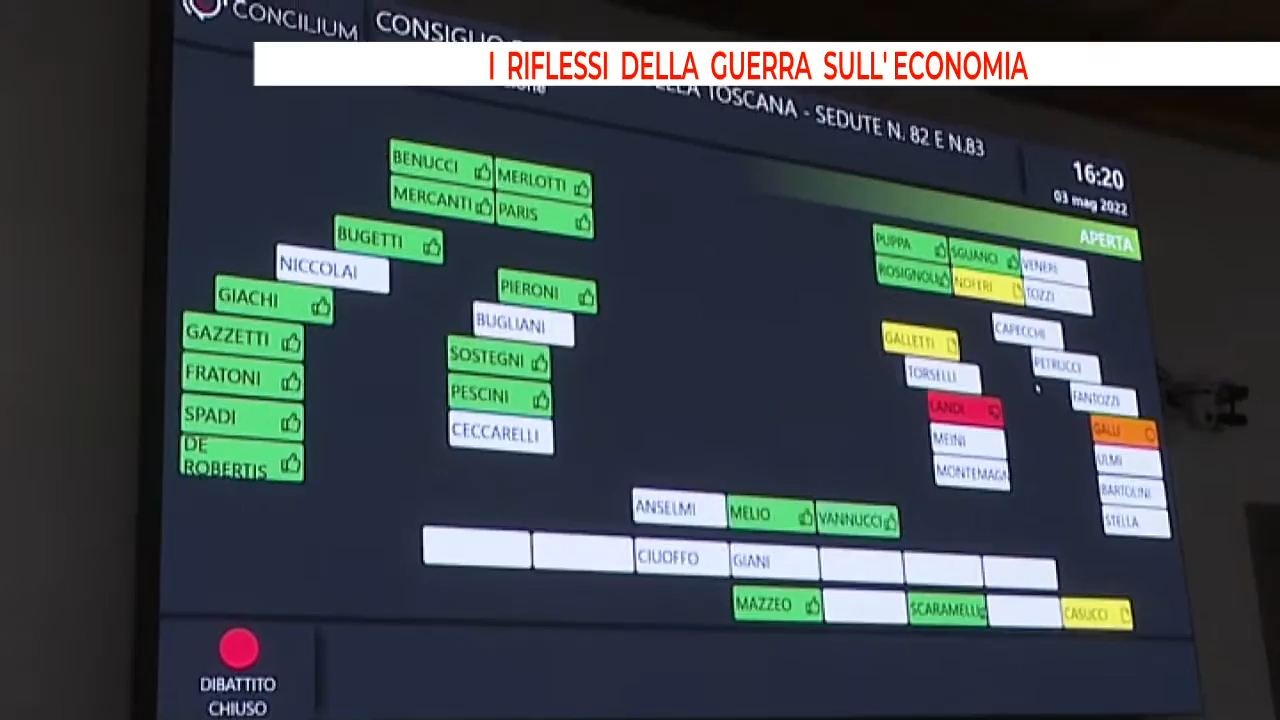 CONCILIUM
CONSIGLIO
I RIFLESSI DELLA GUERRA SULL'ECONOMIA
TOSCANA - SEDUTE N. 82 E N.83
16:20
03 mag 2022
APERTA
BENUCCI MERLOTTI
MERCANTI PARIS
BUGETTI
NICCOLAI
GIACHI
GAZZETTI
FRATONI
SPADI
DE
ROBERTIS
PIERONI
BUGLIANI
SOSTEGNI
PESCINI
CECCARELLI
PUPPA SGUANCI VENERI
ROSIGNOLI NOFERI TOZZI
CAPECCHI
GALLETTI
PETRUCCI
TORSELLI
FANTOZZI
LANDI
GALLI
MEINI
ULMI
MONTEMAGN
BARTOLINI
STELLA
ANSELMI MELIO VANNUCCI
CIUOFFO GIANI
MAZZEO SCARAMELLI CASUCCI
DIBATTITO
CHIUSO